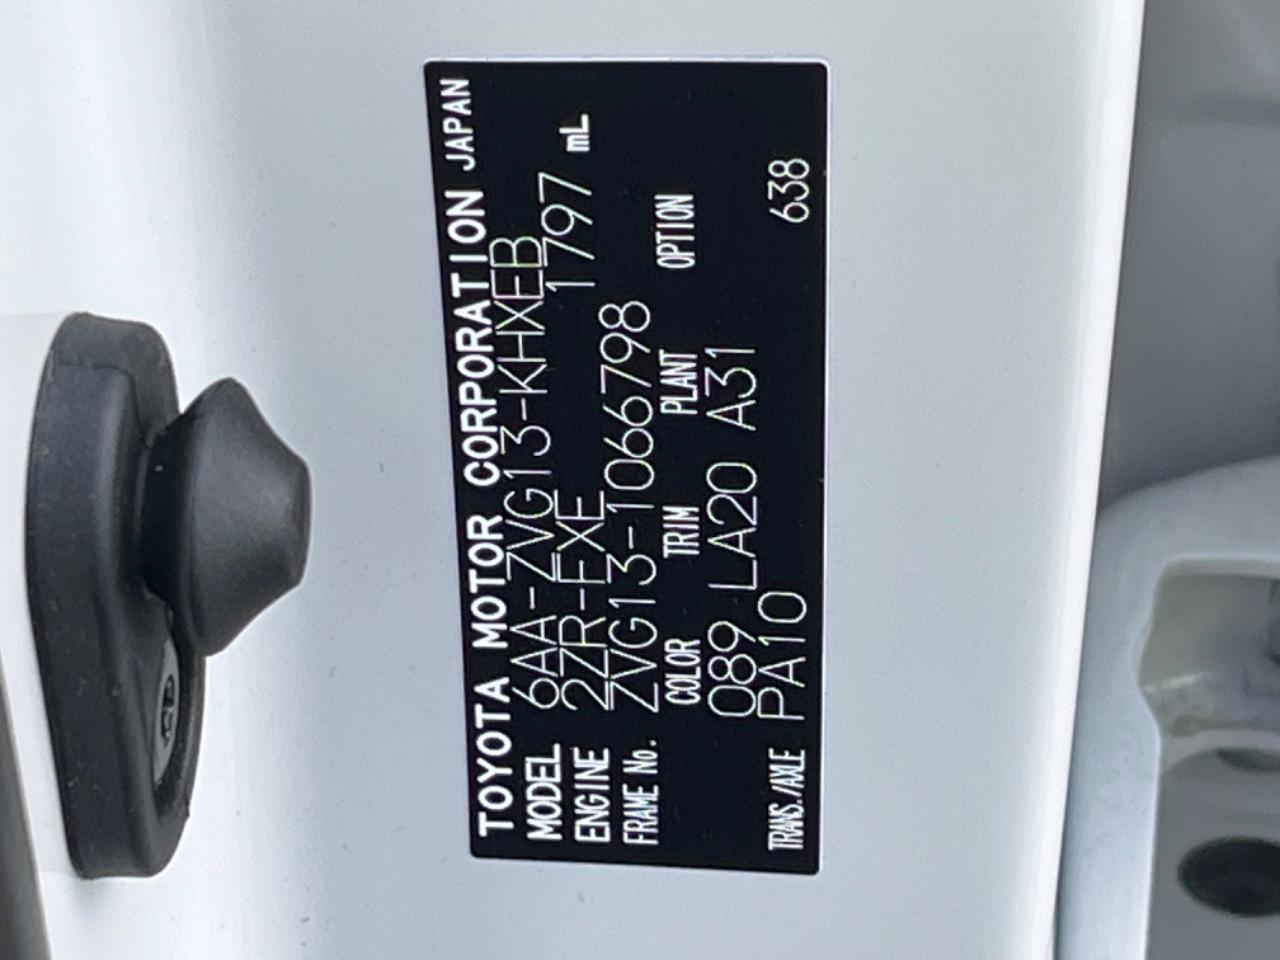 TOYOTA MOTOR CORPORATION JAPAN
MODEL 6AA-ZVG13-KHXEB
ENGINE 2ZR-FXE 1797 mL
FRAME No. ZVG13-1066798
COLOR TRIM PLANT OPTION
089 LA20 A31
TRANS./AXLE PA10 638